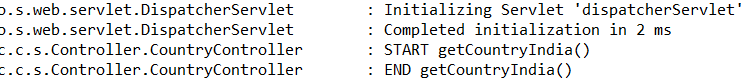 o.s.web.servlet.DispatcherServlet : Initializing Servlet 'dispatcherServlet'
o.s.web.servlet.DispatcherServlet : Completed initialization in 2 ms
c.c.s.Controller.CountryController : START getCountryIndia()
c.c.s.Controller.CountryController : END getCountryIndia()